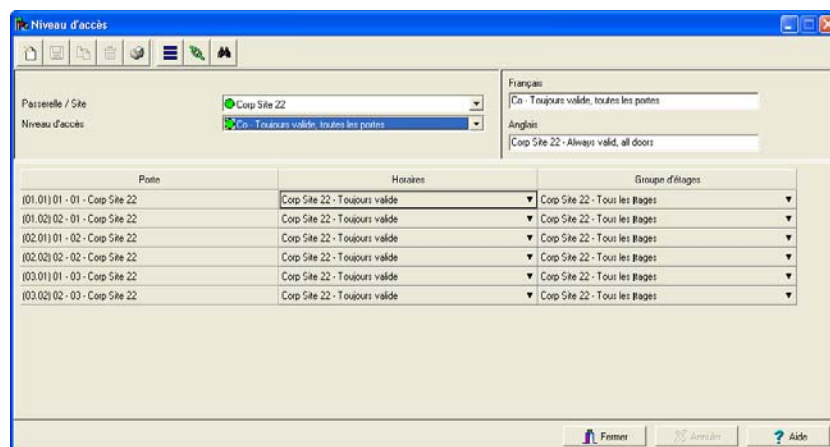 Niveau d'accès
Français
Passerelle / Site Corp Site 22 Co - Toujours valide, toutes les portes
Niveau d'accès Co - Toujours valide, toutes les portes Anglais
Corp Site 22 - Always valid, all doors
Porte Horaires Groupe d'étages
(01.01) 01 - 01 - Corp Site 22 Corp Site 22 - Toujours valide Corp Site 22 - Tous les
(01.02) 02 - 01 - Corp Site 22 Corp Site 22 - Toujours valide Corp Site 22 - Tous les
(02.01) 01 - 02 - Corp Site 22 Corp Site 22 - Toujours valide Corp Site 22 - Tous les
(02.02) 02 - 02 - Corp Site 22 Corp Site 22 - Toujours valide Corp Site 22 - Tous les
(03.01) 01 - 03 - Corp Site 22 Corp Site 22 - Toujours valide Corp Site 22 - Tous les
(03.02) 02 - 03 - Corp Site 22 Corp Site 22 - Toujours valide Corp Site 22 - Tous les
Fermer Annuler ? Aide